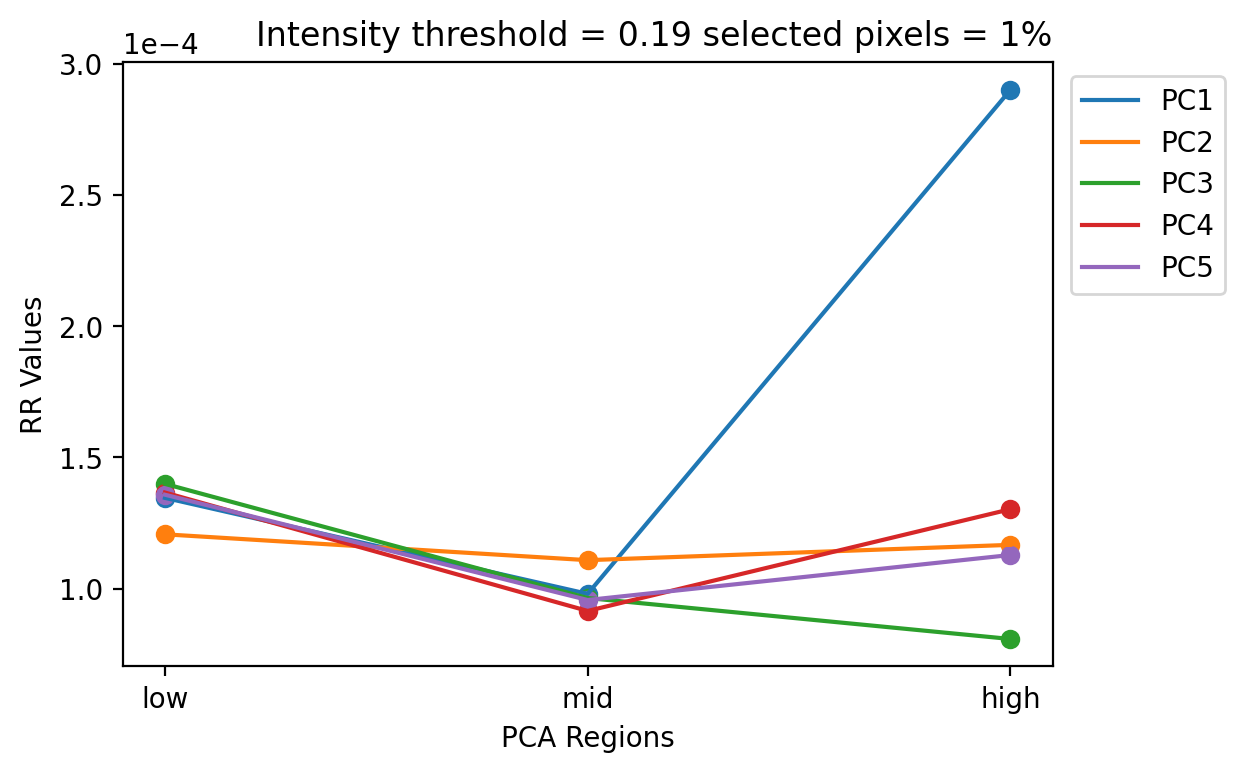 Intensity threshold = 0.19 selected pixels = 1%
1e−4
3.0
2.5
2.0
1.5
1.0
RR Values
low mid high
PCA Regions
PC1
PC2
PC3
PC4
PC5